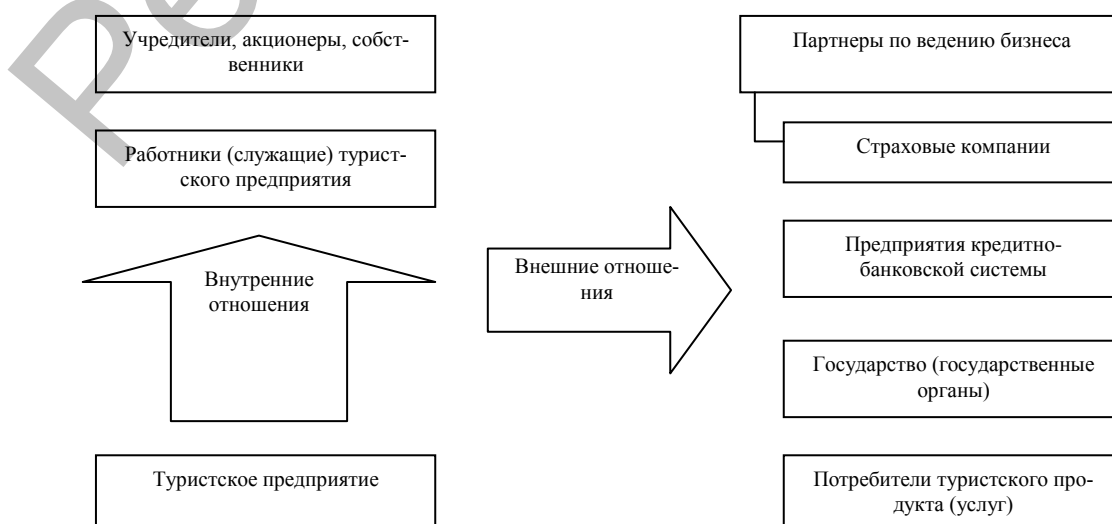 Учредители, акционеры, собст-
венники
Работники (служащие) турист-
ского предприятия
Внутренние
отношения
Туристское предприятие
Внешние отноше-
ния
Партнеры по ведению бизнеса
Страховые компании
Предприятия кредитно-
банковской системы
Государство (государственные
органы)
Потребители туристского про-
дукта (услуг)